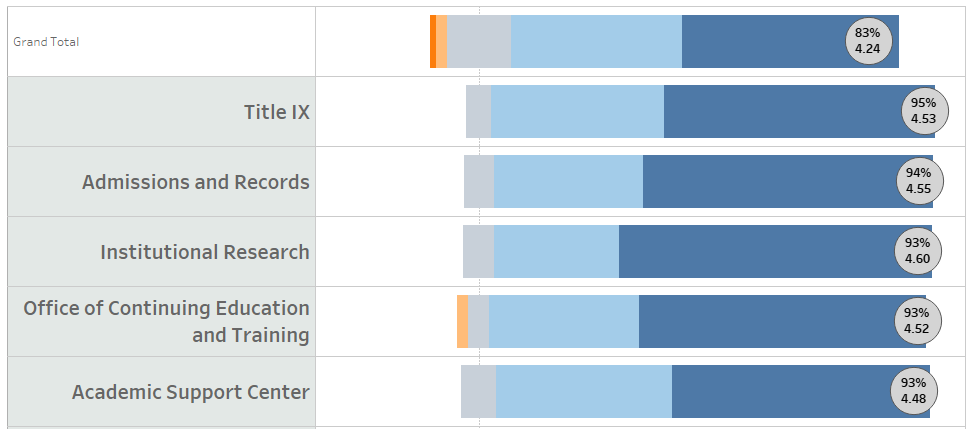 Grand Total
83%
4.24
Title IX
95%
4.53
Admissions and Records
94%
4.55
Institutional Research
93%
4.60
Office of Continuing Education
and Training
93%
4.52
Academic Support Center
93%
4.48